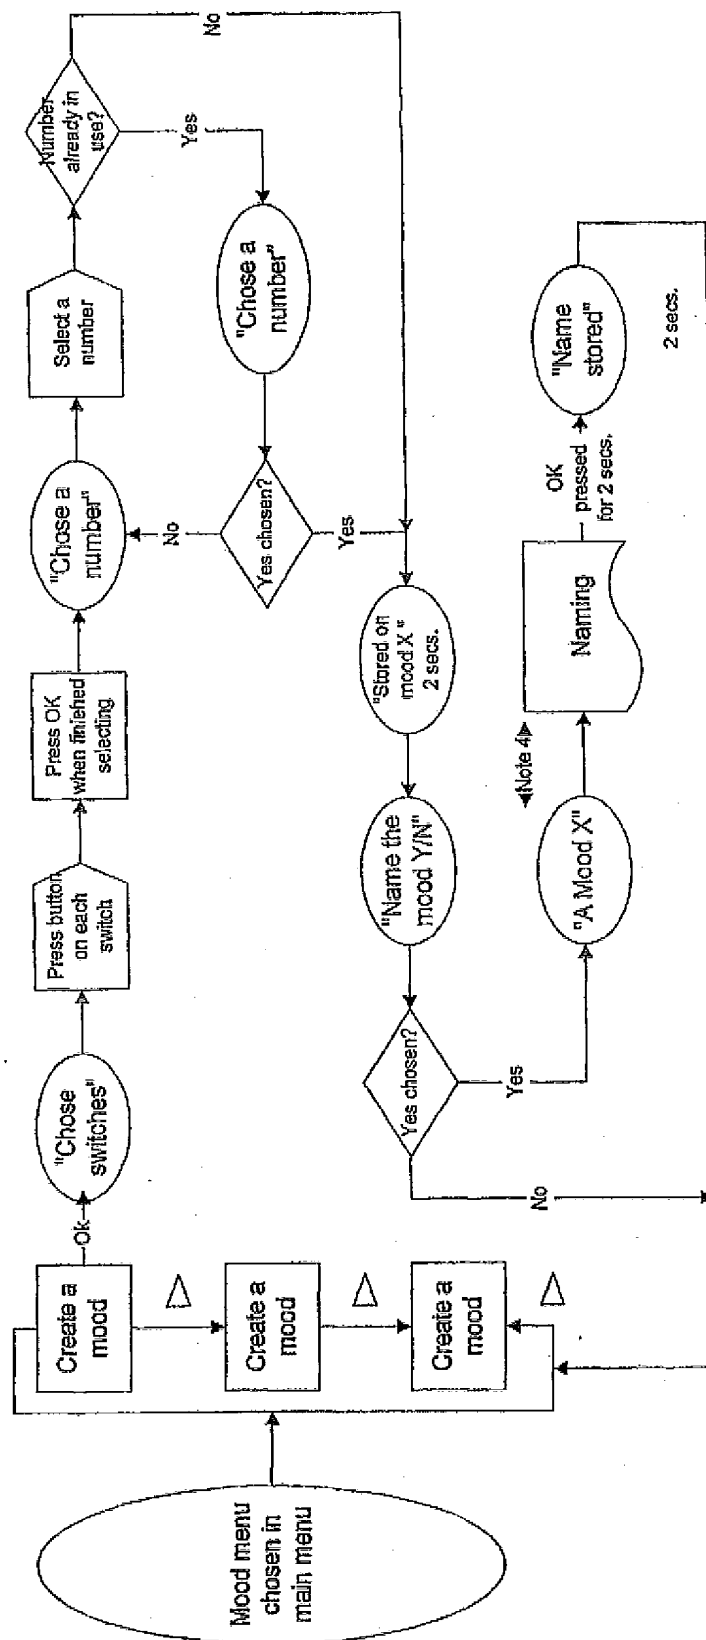 Mood menu
chosen in
main menu
Create a
mood
Create a
mood
Create a
mood
Ok
"Chose
switches"
Press button
on each
switch
Press OK
when finished
selecting
"Chose a
number"
Select a
number
Number
already in
use?
No
Yes
"Chose a
number"
Yes chosen?
No
Yes
"Stored on
mood X"
2 secs.
"Name the
mood Y/N"
Yes chosen?
No
Yes
"A Mood X"
Note 4
Naming
OK
pressed
for 2 secs.
"Name
stored"
2 secs.